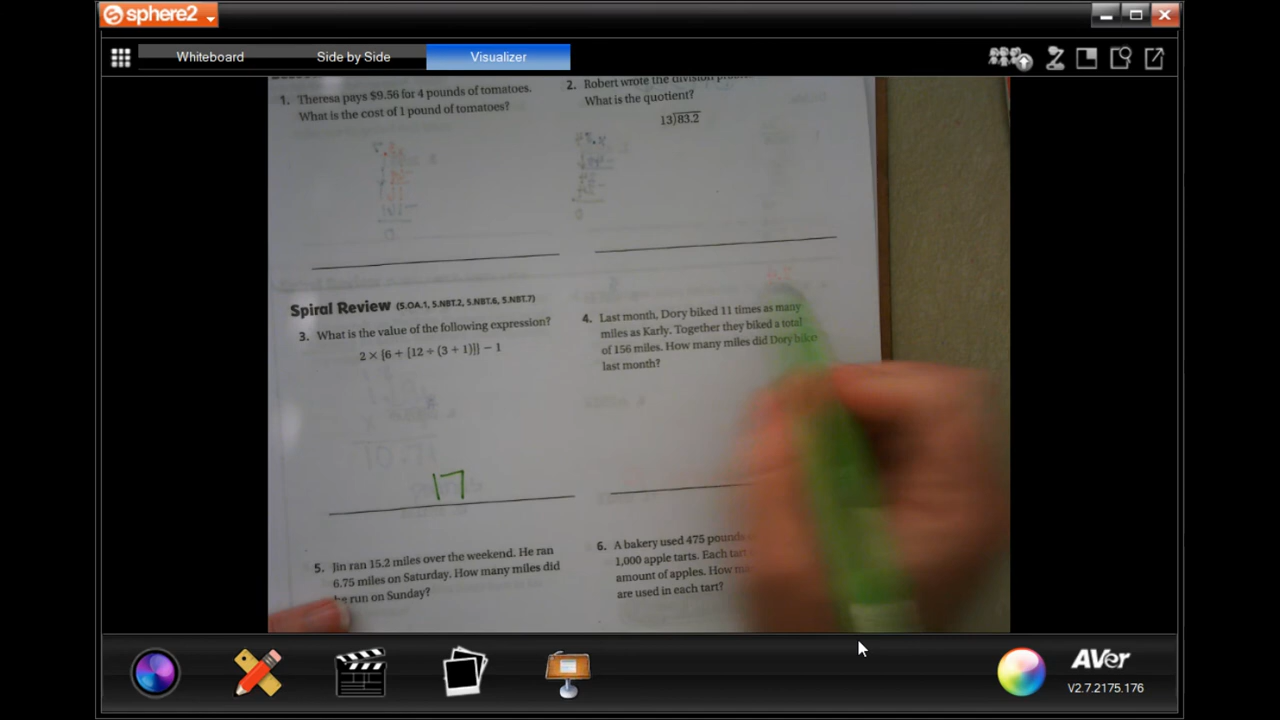 sphere2
Whiteboard
Side by Side
Visualizer
1. Theresa pays $9.56 for 4 pounds of tomatoes.
What is the cost of 1 pound of tomatoes?
2. Robert wrote the division
What is the quotient?
13)83.2
Spiral Review (5.OA.1, 5.NBT.2, 5.NBT.6, 5.NBT.7)
3. What is the value of the following expression?
2 × {6 + [12 ÷ (3 + 1)]} − 1
17
4. Last month, Dory biked 11 times as many
miles as Karly. Together they biked a total
of 156 miles. How many miles did Dory bike
last month?
5. Jin ran 15.2 miles over the weekend. He ran
6.75 miles on Saturday. How many miles did
he run on Sunday?
6. A bakery used 475 pounds
1,000 apple tarts. Each tart
amount of apples. How
are used in each tart?
AVer
V2.7.2175.176